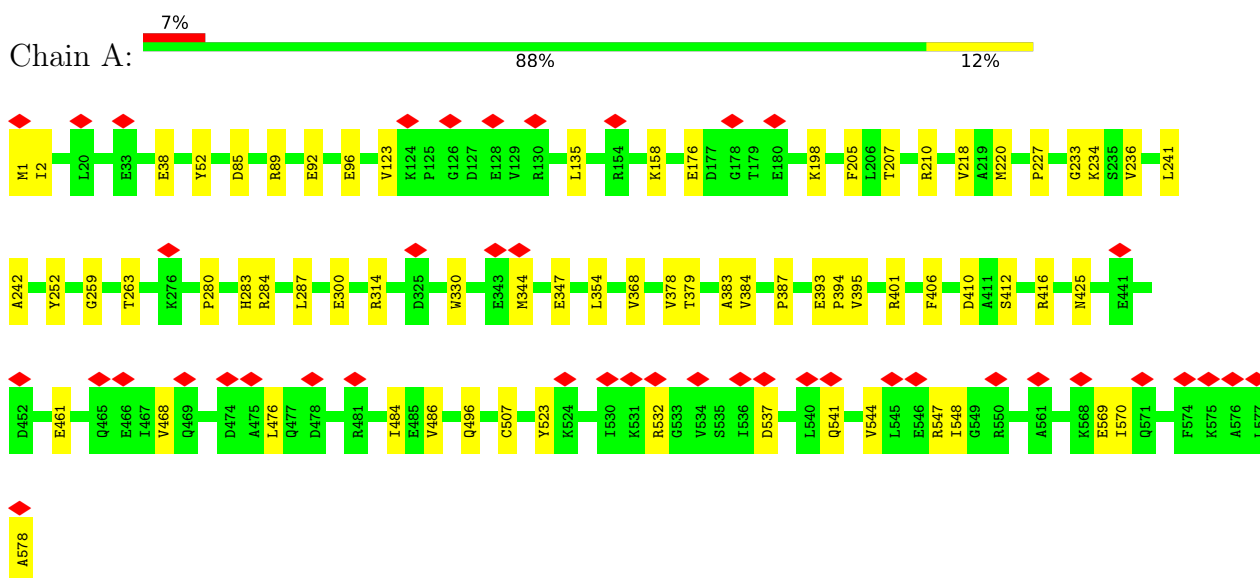 7%
Chain A:
88% 12%
M1 I2 L20 E33 E38 Y52 D85 R89 E92 E96 V123 K124 P125 G126 D127 E128 V129 R130 L135 R154 K158 E176 D177 G178 T179 E180 K198 F205 L206 T207 R210 V218 A219 M220 P227 G233 K234 S235 V236 L241
A242 Y252 G259 T263 K276 P280 H283 R284 L287 E300 R314 D325 W330 E343 M344 E347 L354 V368 V378 T379 A383 V384 P387 E393 P394 V395 R401 F406 D410 A411 S412 R416 N425 E441
D452 E461 Q465 E466 I467 V468 Q469 D474 A475 L476 Q477 D478 R481 I484 E485 V486 Q496 C507 Y523 K524 I530 K531 R532 G533 V534 S535 I536 D537 L540 Q541 V544 L545 E546 R547 I548 G549 R550 A561 K568 E569 I570 Q571 F574 K575 A576
A578